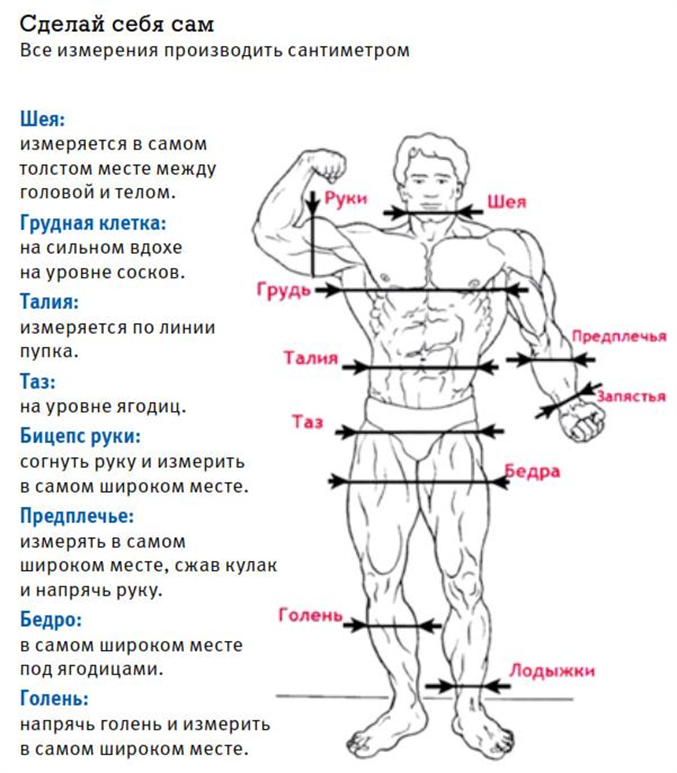 Сделай себя сам
Все измерения производить сантиметром
Шея:
измеряется в самом
толстом месте между
головой и телом.
Грудная клетка:
на сильном вдохе
на уровне сосков.
Талия:
измеряется по линии
пупка.
Таз:
на уровне ягодиц.
Бицепс руки:
согнуть руку и измерить
в самом широком месте.
Предплечье:
измерять в самом
широком месте, сжав кулак
и напрячь руку.
Бедро:
в самом широком месте
под ягодицами.
Голень:
напрячь голень и измерить
в самом широком месте.
Руки
Шея
Грудь
Предплечья
Талия
Запястья
Таз
Бедра
Голень
Лодыжки